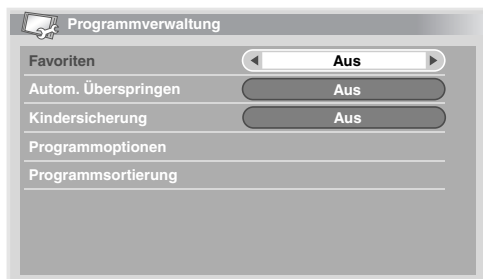 Programmverwaltung
Favoriten Aus
Autom. Überspringen Aus
Kindersicherung Aus
Programmoptionen
Programmsortierung